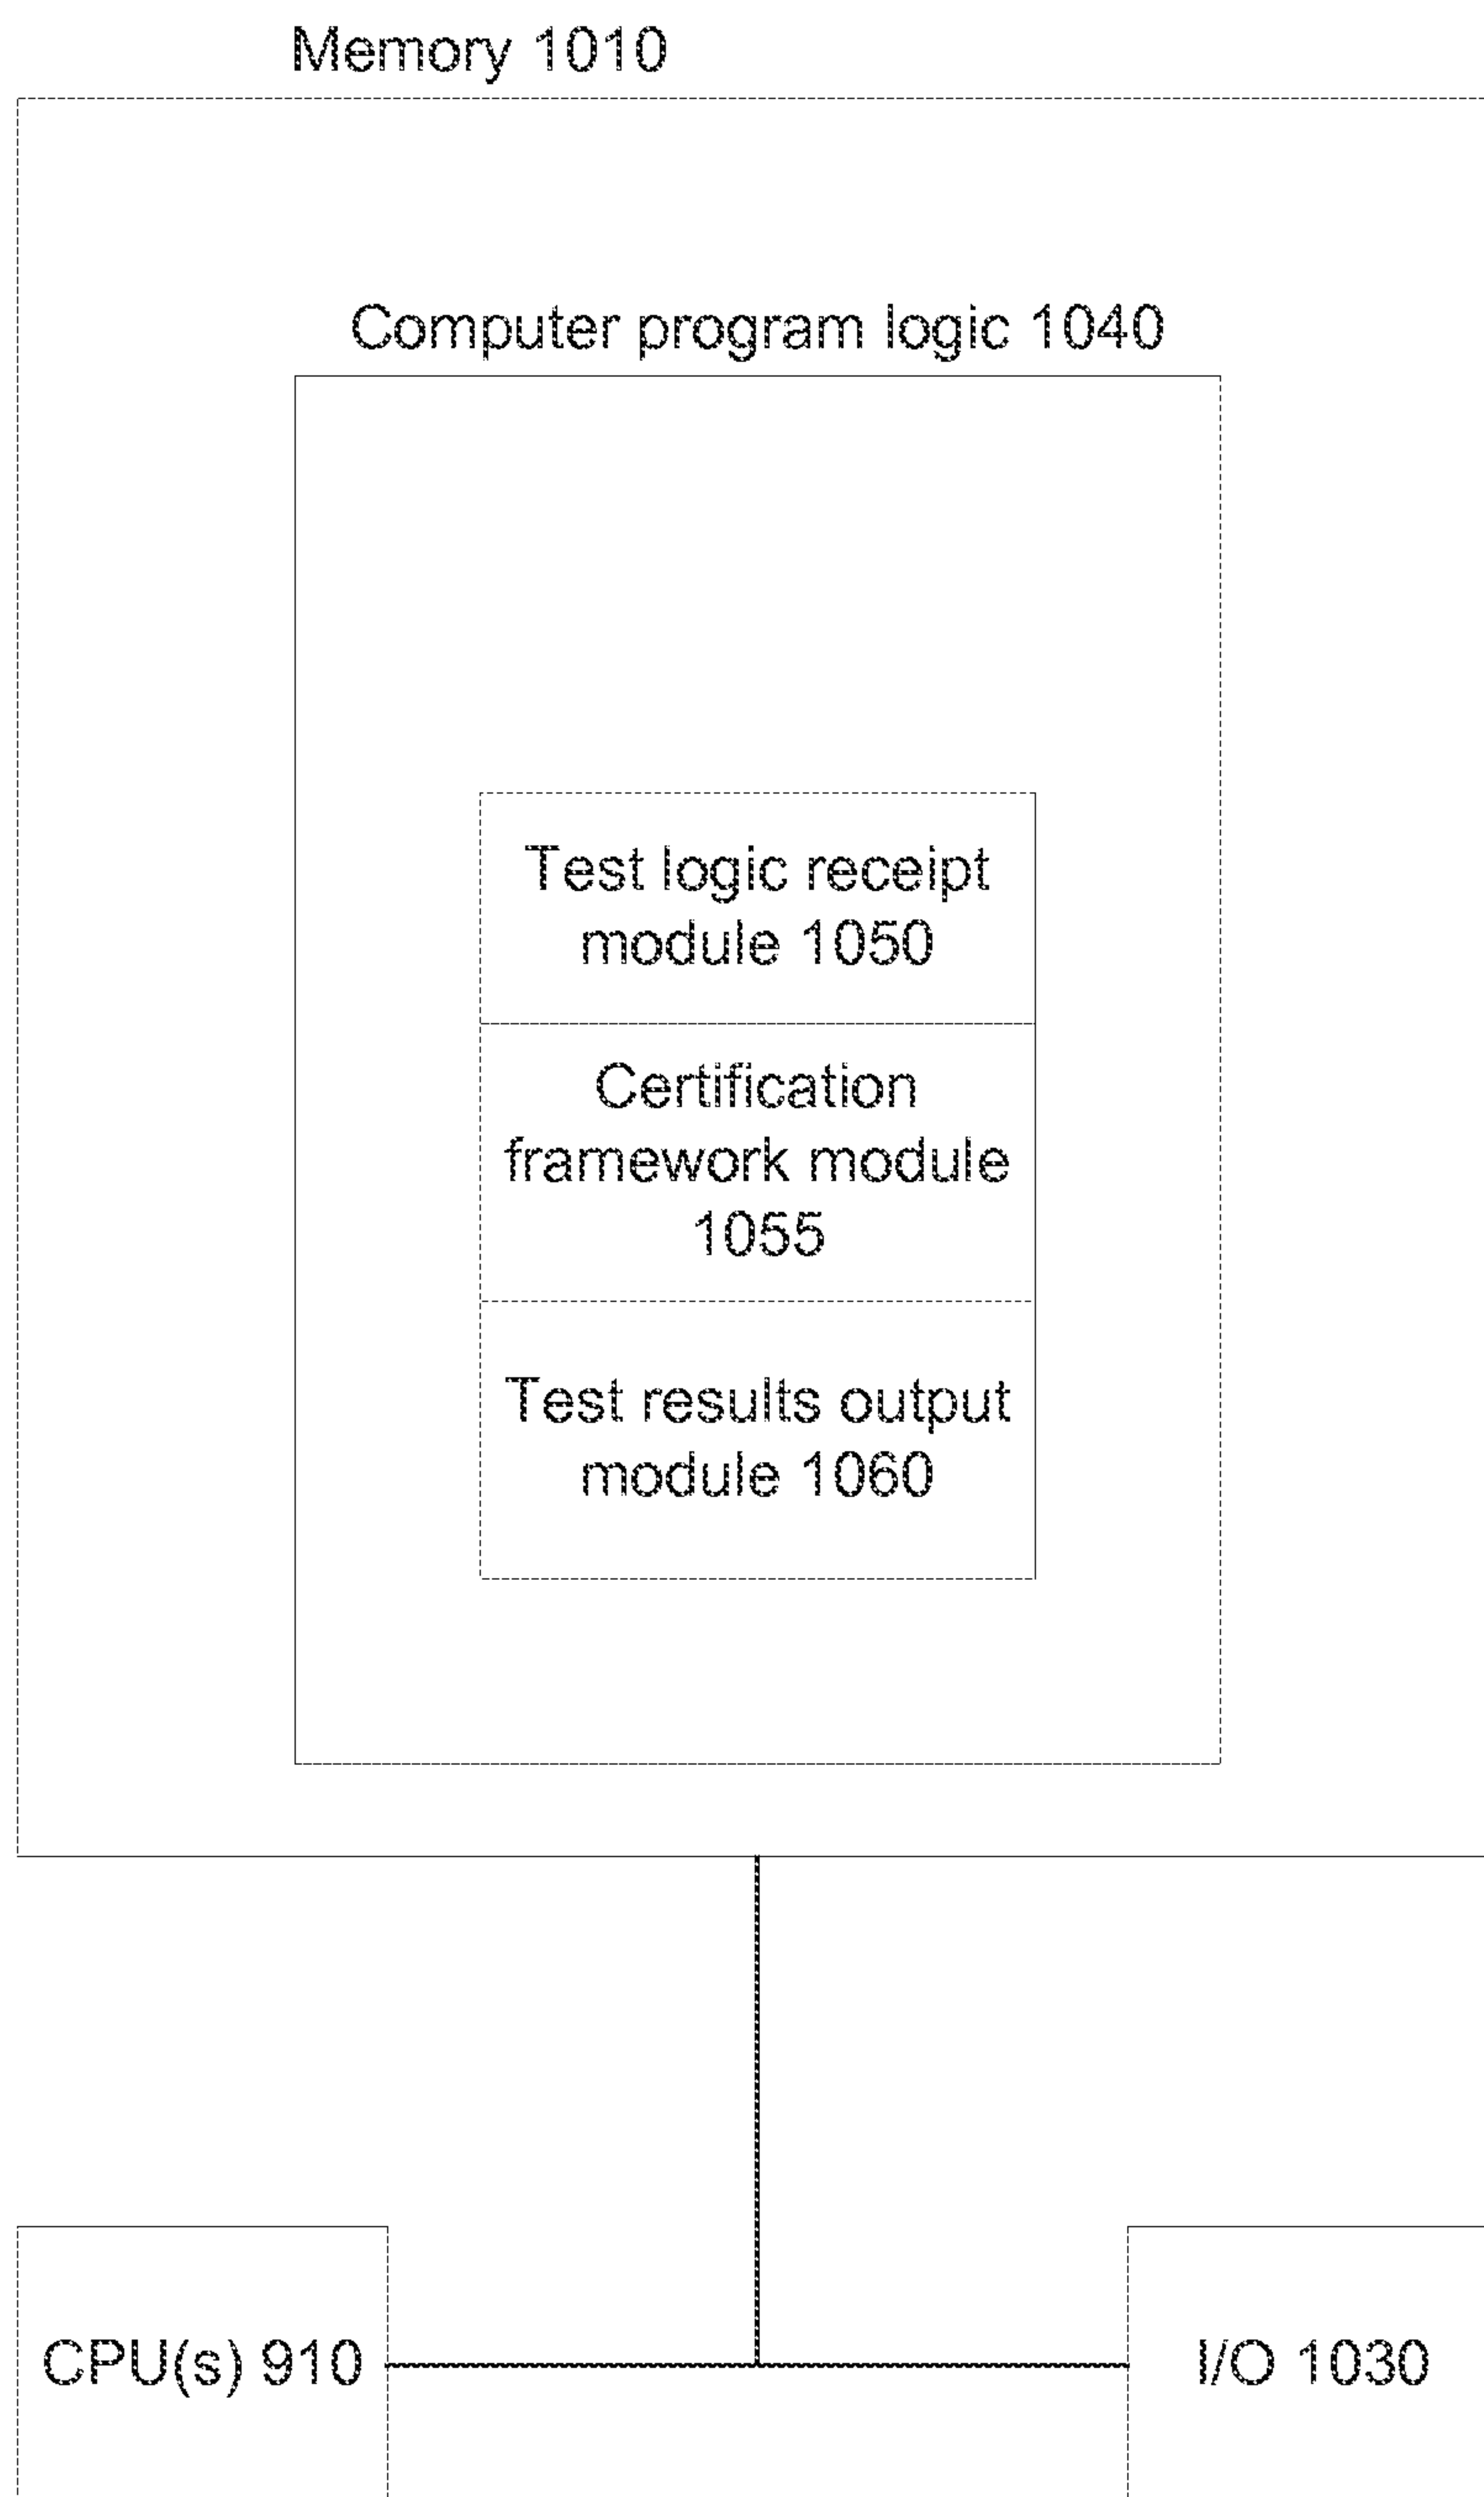 Memory 1010
Computer program logic 1040
Test logic receipt
module 1050
Certification
framework module
1055
Test results output
module 1060
CPU(s) 910
I/O 1030